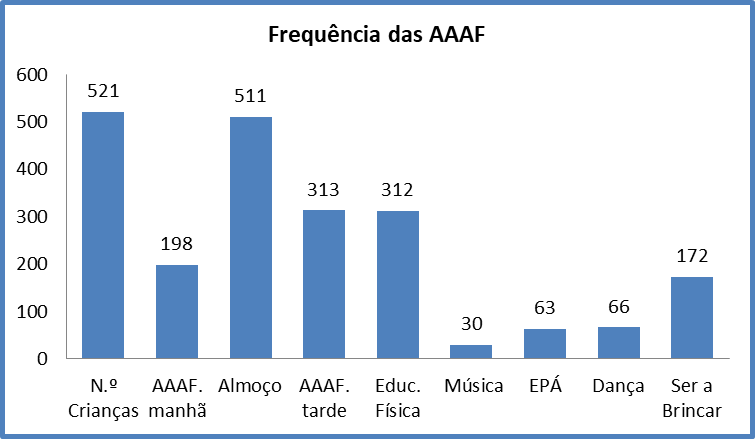 Frequência das AAAF
600
500
400
300
200
100
0
521
198
511
313
312
30
63
66
172
N.º
Crianças
AAAF.
manhã
Almoço
AAAF.
tarde
Educ.
Física
Música
EPÁ
Dança
Ser a
Brincar